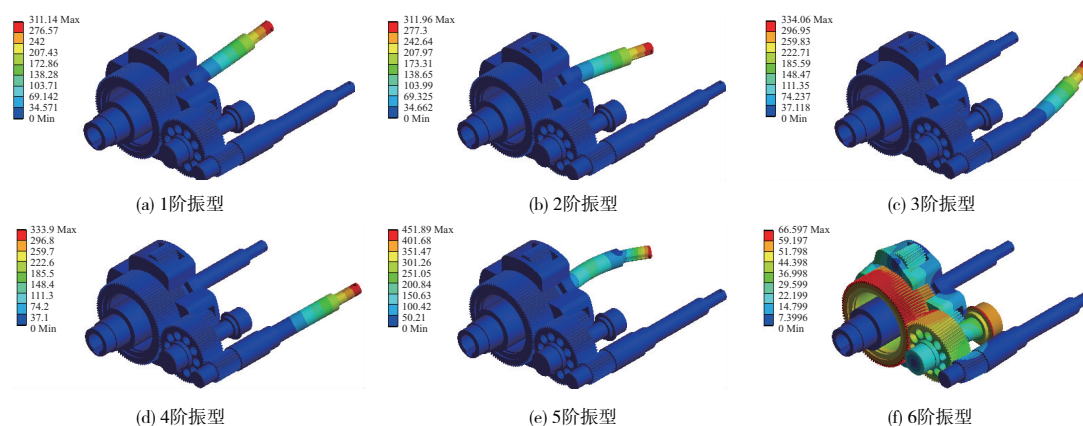 311.14 Max
276.57
242
207.43
172.86
138.28
103.71
69.142
34.571
0 Min
(a) 1阶振型
311.96 Max
277.3
242.64
207.97
173.31
138.65
103.99
69.325
34.662
0 Min
(b) 2阶振型
334.06 Max
296.95
259.83
222.71
185.59
148.47
111.35
74.237
37.118
0 Min
(c) 3阶振型
333.9 Max
296.8
259.7
222.6
185.5
148.4
111.3
74.2
37.1
0 Min
(d) 4阶振型
451.89 Max
401.68
351.47
301.26
251.05
200.84
150.63
100.42
50.21
0 Min
(e) 5阶振型
66.597 Max
59.197
51.798
44.398
36.998
29.599
22.199
14.799
7.3996
0 Min
(f) 6阶振型